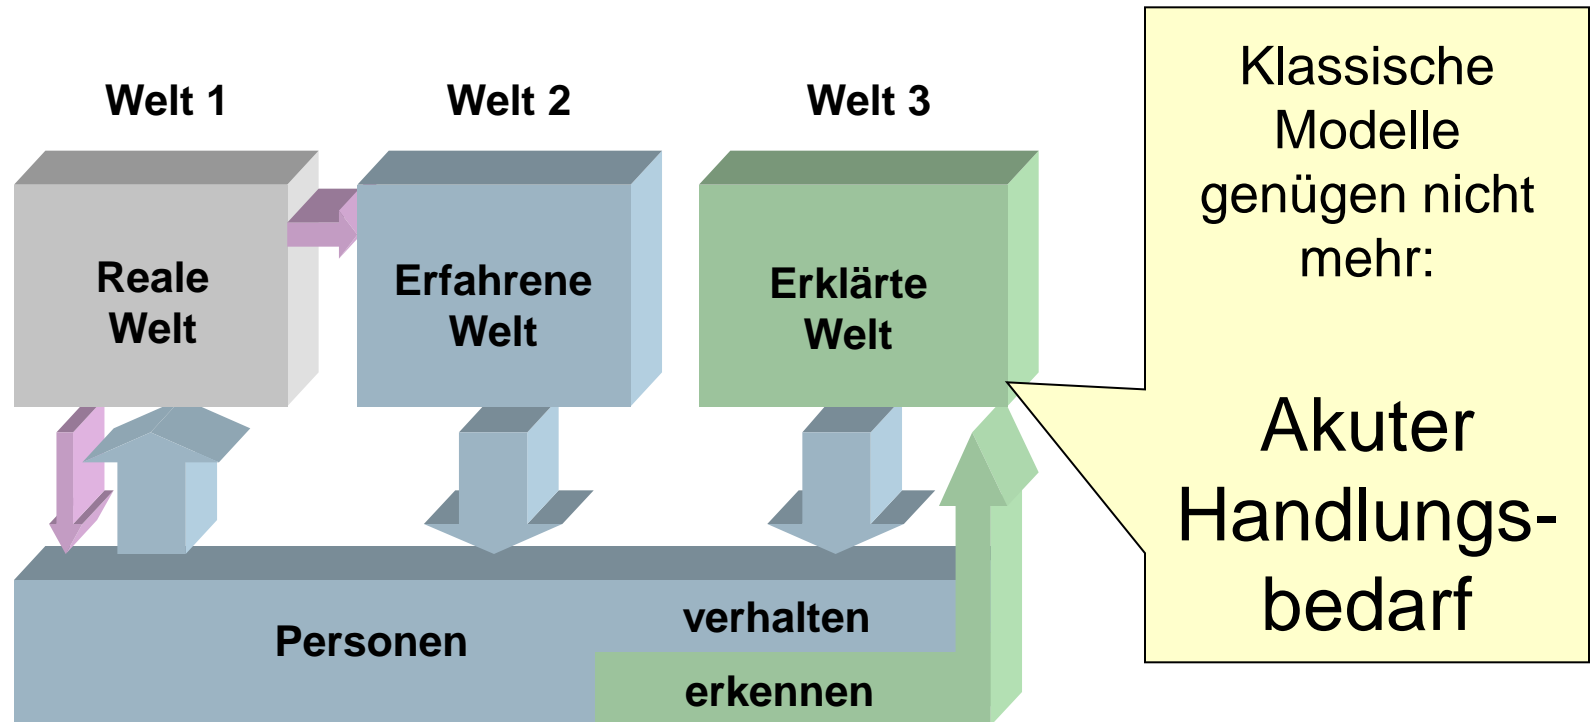 Welt 1
Welt 2
Welt 3
Reale
Welt
Erfahrene
Welt
Erklärte
Welt
Personen
verhalten
erkennen
Klassische
Modelle
genügen nicht
mehr:
Akuter
Handlungs-
bedarf